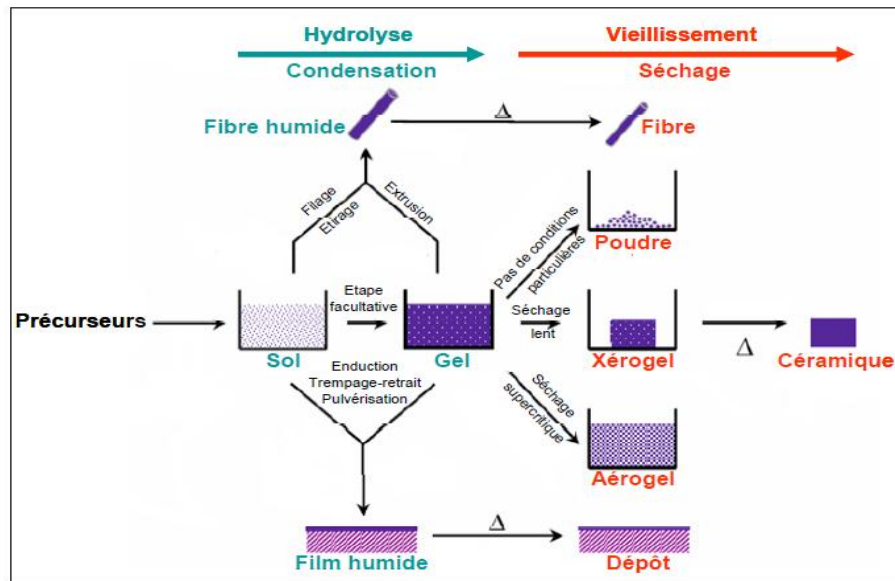 Hydrolyse
Vieillissement
Condensation
Séchage
Fibre humide
Δ
Fibre
Filage
Etirage
Extrusion
Pas de conditions
particulières
Poudre
Précurseurs
Etape
facultative
Séchage
lent
Sol
Gel
Xérogel
Δ
Céramique
Enduction
Trempage-retrait
Pulvérisation
Séchage
supercritique
Aérogel
Film humide
Δ
Dépôt